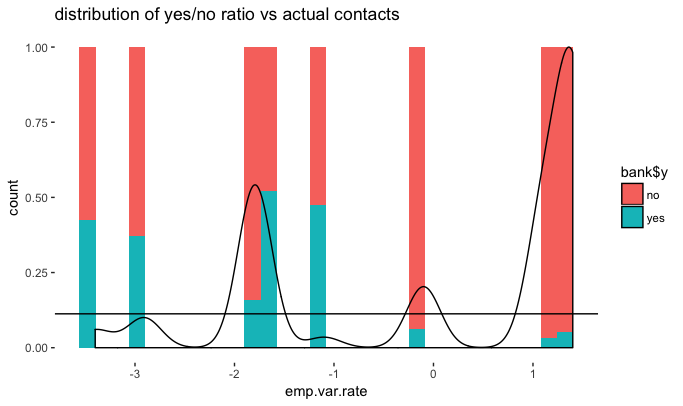 distribution of yes/no ratio vs actual contacts
1.00
0.75
0.50
0.25
0.00
count
-3
-2
-1
0
1
emp.var.rate
bank$y
no
yes